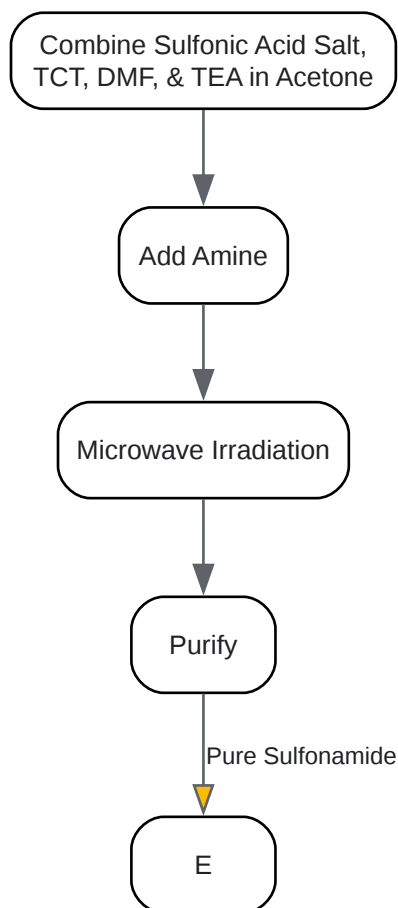 Combine Sulfonic Acid Salt,
TCT, DMF, & TEA in Acetone
Add Amine
Microwave Irradiation
Purify
Pure Sulfonamide
E